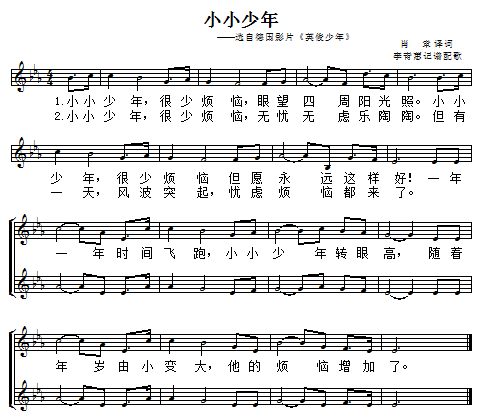 小小少年
——选自德国影片《英俊少年》
肖 章 译词
李青惠记谱配歌
1.小小少 年，很少烦 恼，眼望 四 周阳光 照。小小
2.小小少 年，很少烦 恼，无忧 无 虑乐陶陶。但有
少 年，很少烦 恼 但愿 永 远这样 好！一年
一 天，风波突 起，忧虑 烦 恼都来 了。
一 年时间飞跑，小小少 年转眼 高，随着
年 岁由小变大，他的 烦 恼增加 了。